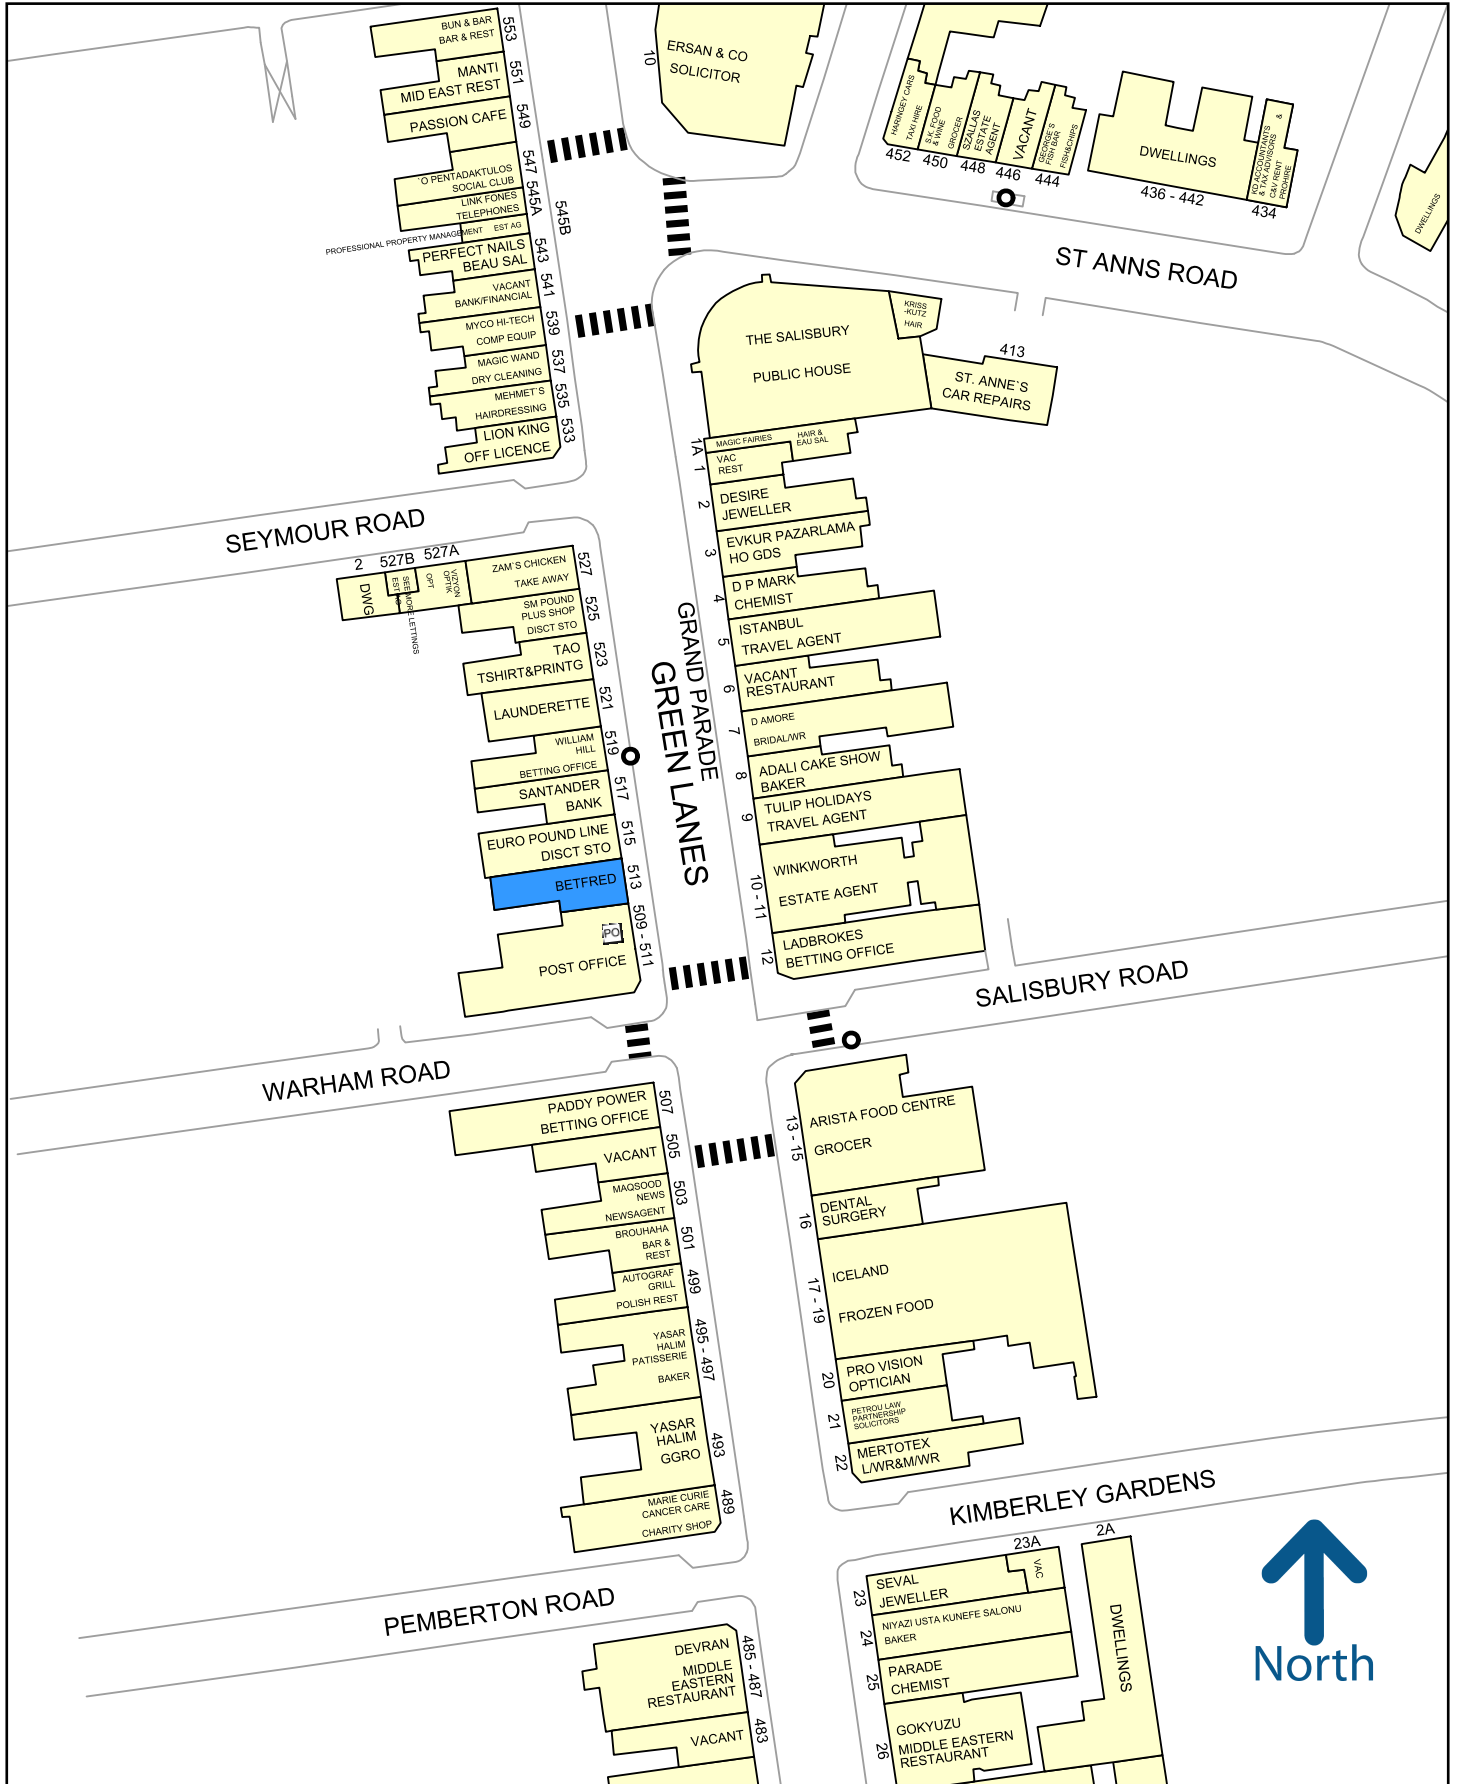 553
BUN & BAR
BAR & REST
551
MANTI
MID EAST REST
549
PASSION CAFE
547
`O PENTADAKTULOS
SOCIAL CLUB
545A
LINK FONES
TELEPHONES
545B
PROFESSIONAL PROPERTY MANAGEMENT EST AG
543
PERFECT NAILS
BEAU SAL
541
VACANT
BANK/FINANCIAL
539
MYCO HI-TECH
COMP EQUIP
537
MAGIC WAND
DRY CLEANING
535
MEHMET`S
HAIRDRESSING
533
LION KING
OFF LICENCE
10
ERSAN & CO
SOLICITOR
HARINGEY CARS
TAXI HIRE
452
S.K. FOOD
& WINE
GROCER
450
SZALLAS
ESTATE
AGENT
448
VACANT
446
GEORGE'S
FISH BAR
FISH&CHIPS
444
DWELLINGS
436 - 442
KD ACCOUNTANTS &
& TAX ADVISORS
C&V RENT
PROHIRE
434
DWELLINGS
ST ANNS ROAD
THE SALISBURY
PUBLIC HOUSE
KRISS
-KUTZ
HAIR
413
ST. ANNE`S
CAR REPAIRS
1A
MAGIC FAIRIES
HAIR &
EAU SAL
1
VAC
REST
2
DESIRE
JEWELLER
3
EVKUR PAZARLAMA
HO GDS
4
D P MARK
CHEMIST
5
ISTANBUL
TRAVEL AGENT
6
VACANT
RESTAURANT
7
D AMORE
BRIDAL/WR
8
ADALI CAKE SHOW
BAKER
9
TULIP HOLIDAYS
TRAVEL AGENT
10 - 11
WINKWORTH
ESTATE AGENT
12
LADBROKES
BETTING OFFICE
SEYMOUR ROAD
2
DWG
527B
SEE MORE LETTINGS
EST AG
527A
OPT
VIZYON
OPTIK
527
ZAM`S CHICKEN
TAKE AWAY
525
SM POUND
PLUS SHOP
DISCT STO
523
TAO
TSHIRT&PRINTG
521
LAUNDERETTE
519
WILLIAM
HILL
BETTING OFFICE
517
SANTANDER
BANK
515
EURO POUND LINE
DISCT STO
513
BETFRED
509 - 511
PO
POST OFFICE
GRAND PARADE
GREEN LANES
SALISBURY ROAD
WARHAM ROAD
507
PADDY POWER
BETTING OFFICE
505
VACANT
503
MAQSOOD
NEWS
NEWSAGENT
501
BROUHAHA
BAR &
REST
499
AUTOGRAF
GRILL
POLISH REST
495 - 497
YASAR
HALIM
PATISSERIE
BAKER
493
YASAR
HALIM
GGRO
489
MARIE CURIE
CANCER CARE
CHARITY SHOP
13 - 15
ARISTA FOOD CENTRE
GROCER
16
DENTAL
SURGERY
17 - 19
ICELAND
FROZEN FOOD
20
PRO VISION
OPTICIAN
21
PETROU LAW
PARTNERSHIP
SOLICITORS
22
MERTOTEX
L/WR&M/WR
KIMBERLEY GARDENS
PEMBERTON ROAD
485 - 487
DEVRAN
MIDDLE
EASTERN
RESTAURANT
483
VACANT
23
SEVAL
JEWELLER
23A
VAC
2A
DWELLINGS
24
NIYAZI USTA KUNEFE SALONU
BAKER
25
PARADE
CHEMIST
26
GOKYUZU
MIDDLE EASTERN
RESTAURANT
North